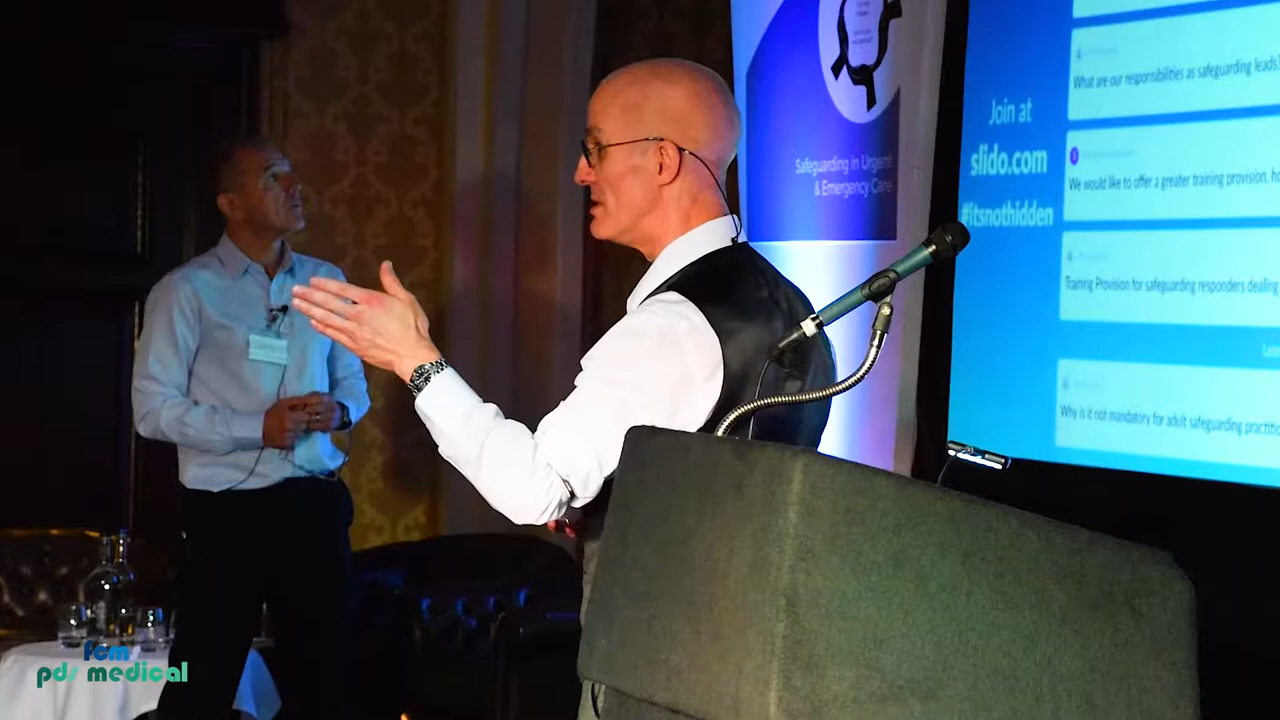 Safeguarding in Urgent
& Emergency Care
Join at
slido.com
#itsnothidden
What are our responsibilities as safeguarding leads?
We would like to offer a greater training provision,
Training Provision for safeguarding responders dealing
Why is it not mandatory for adult safeguarding
fcm
pds medical